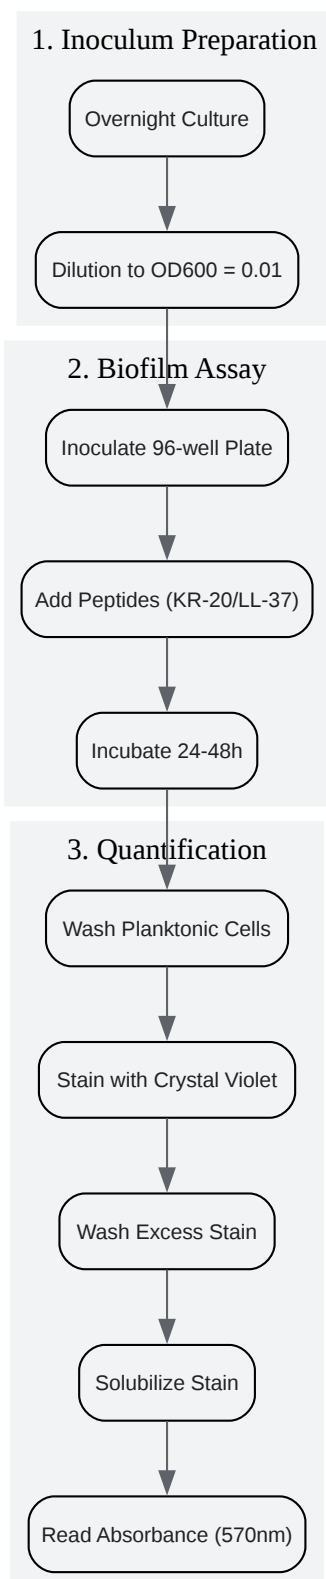 1. Inoculum Preparation
Overnight Culture
Dilution to OD600 = 0.01
2. Biofilm Assay
Inoculate 96-well Plate
Add Peptides (KR-20/LL-37)
Incubate 24-48h
3. Quantification
Wash Planktonic Cells
Stain with Crystal Violet
Wash Excess Stain
Solubilize Stain
Read Absorbance (570nm)